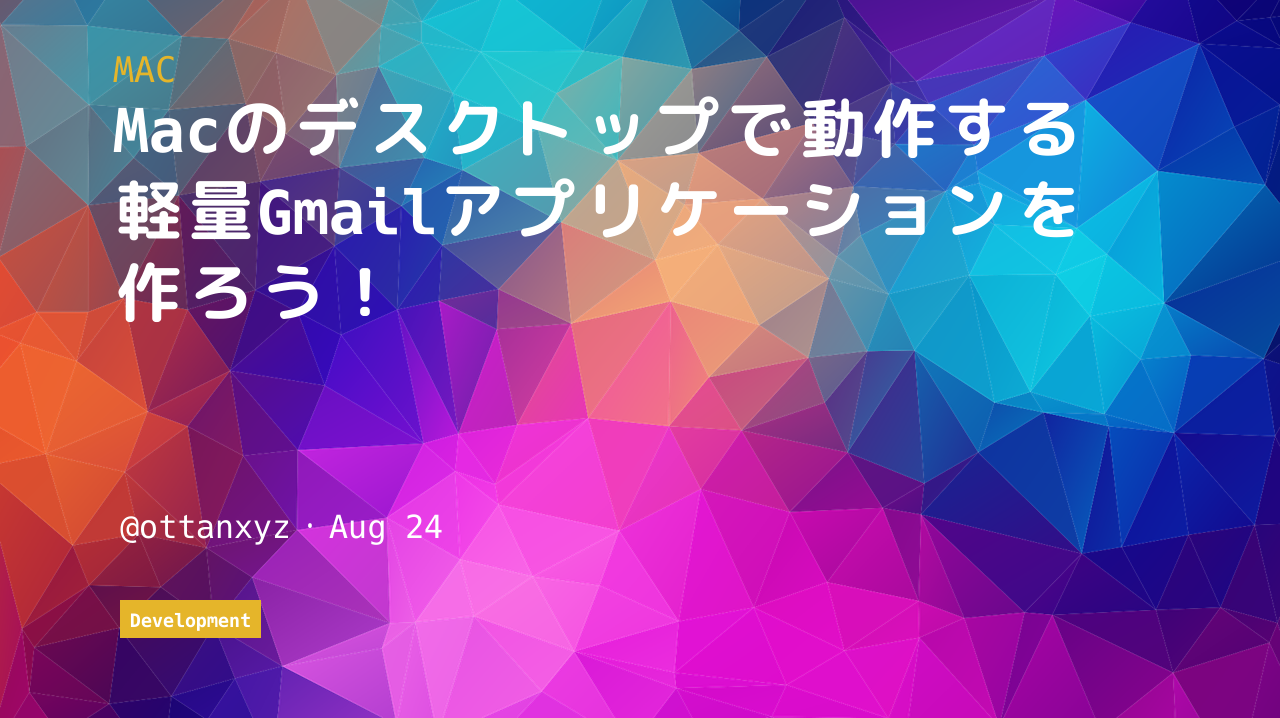 MAC
Macのデスクトップで動作する
軽量Gmailアプリケーションを
作ろう！
@ottanxyz · Aug 24
Development